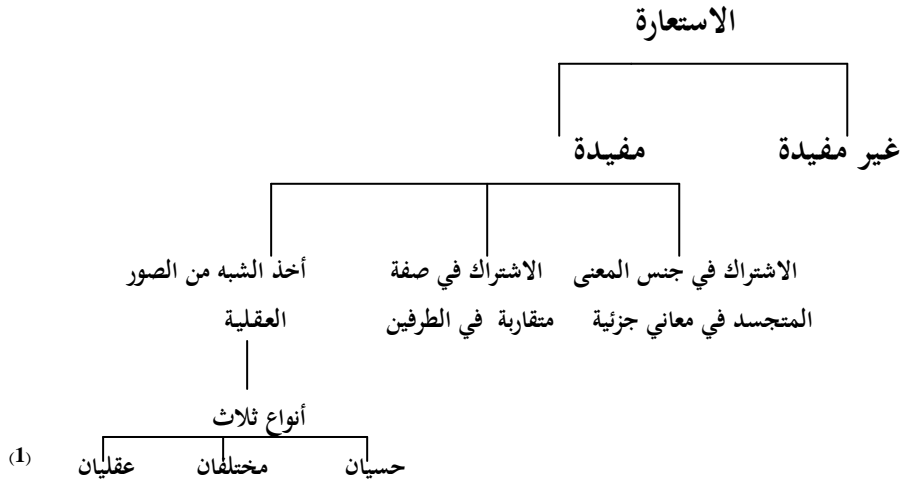 الاستعارة
غير مفيدة مفيدة
الاشتراك في جنس المعنى الاشتراك في صفة أخذ الشبه من الصور
المتجسد في معاني جزئية متقاربة في الطرفين العقلية
أنواع ثلاث
حسيان مختلفان عقليان (1)